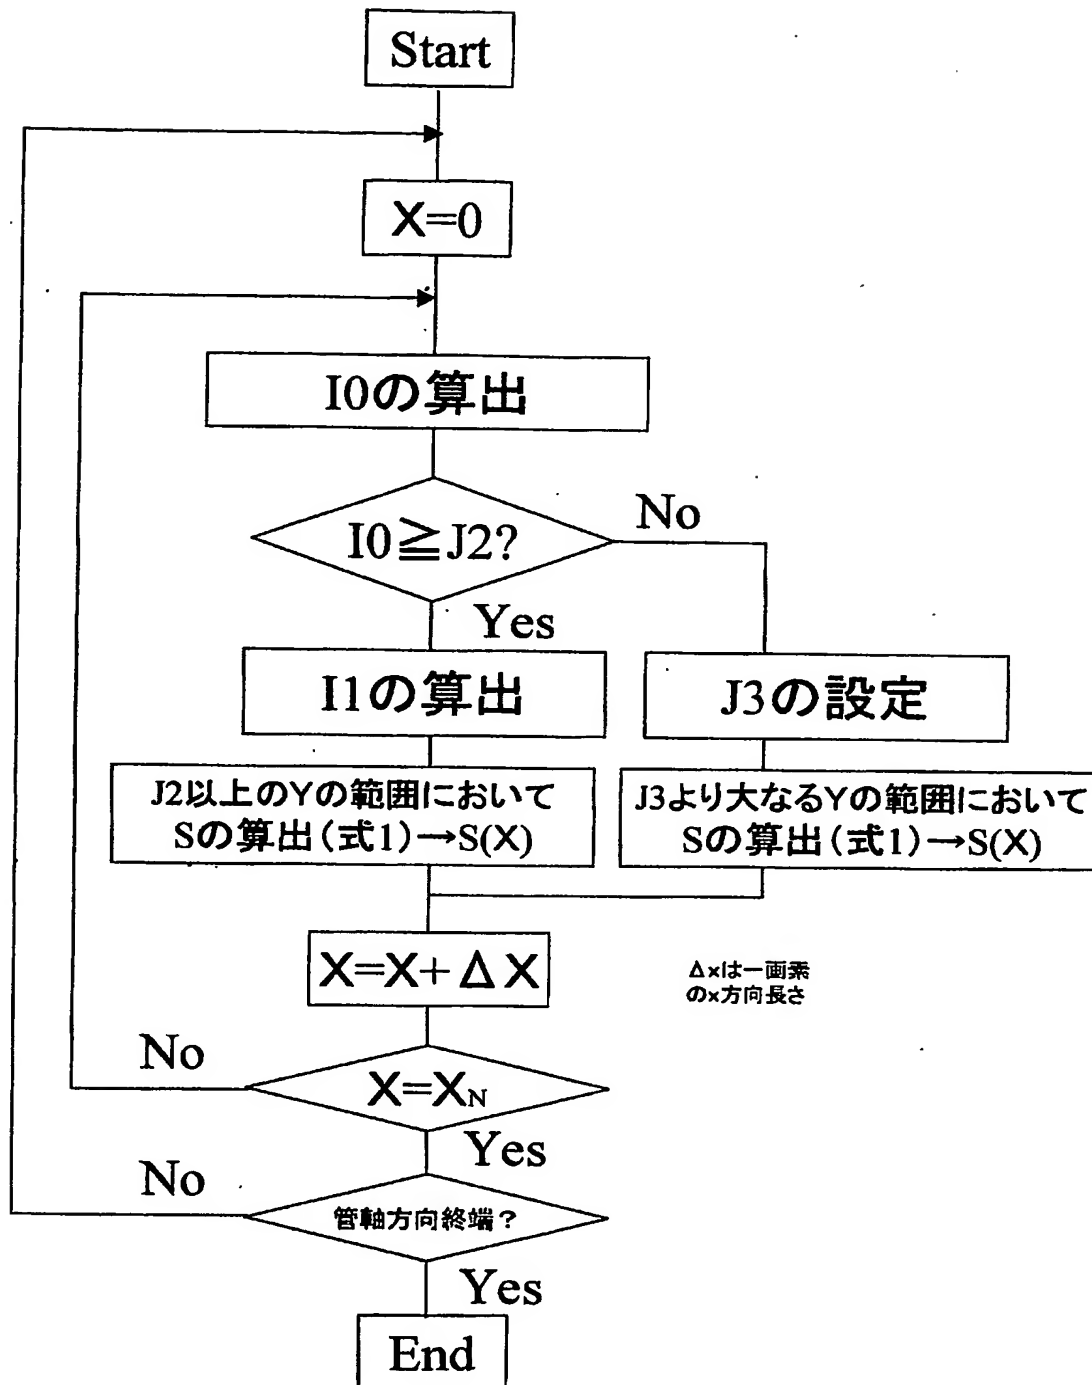 Start
X=0
I0の算出
I0≧J2?
No
Yes
I1の算出
J3の設定
J2以上のYの範囲において
Sの算出(式1)→S(X)
J3より大なるYの範囲において
Sの算出(式1)→S(X)
X=X+ΔX
Δxは一画素
のx方向長さ
No
X=XN
Yes
No
管軸方向終端?
Yes
End